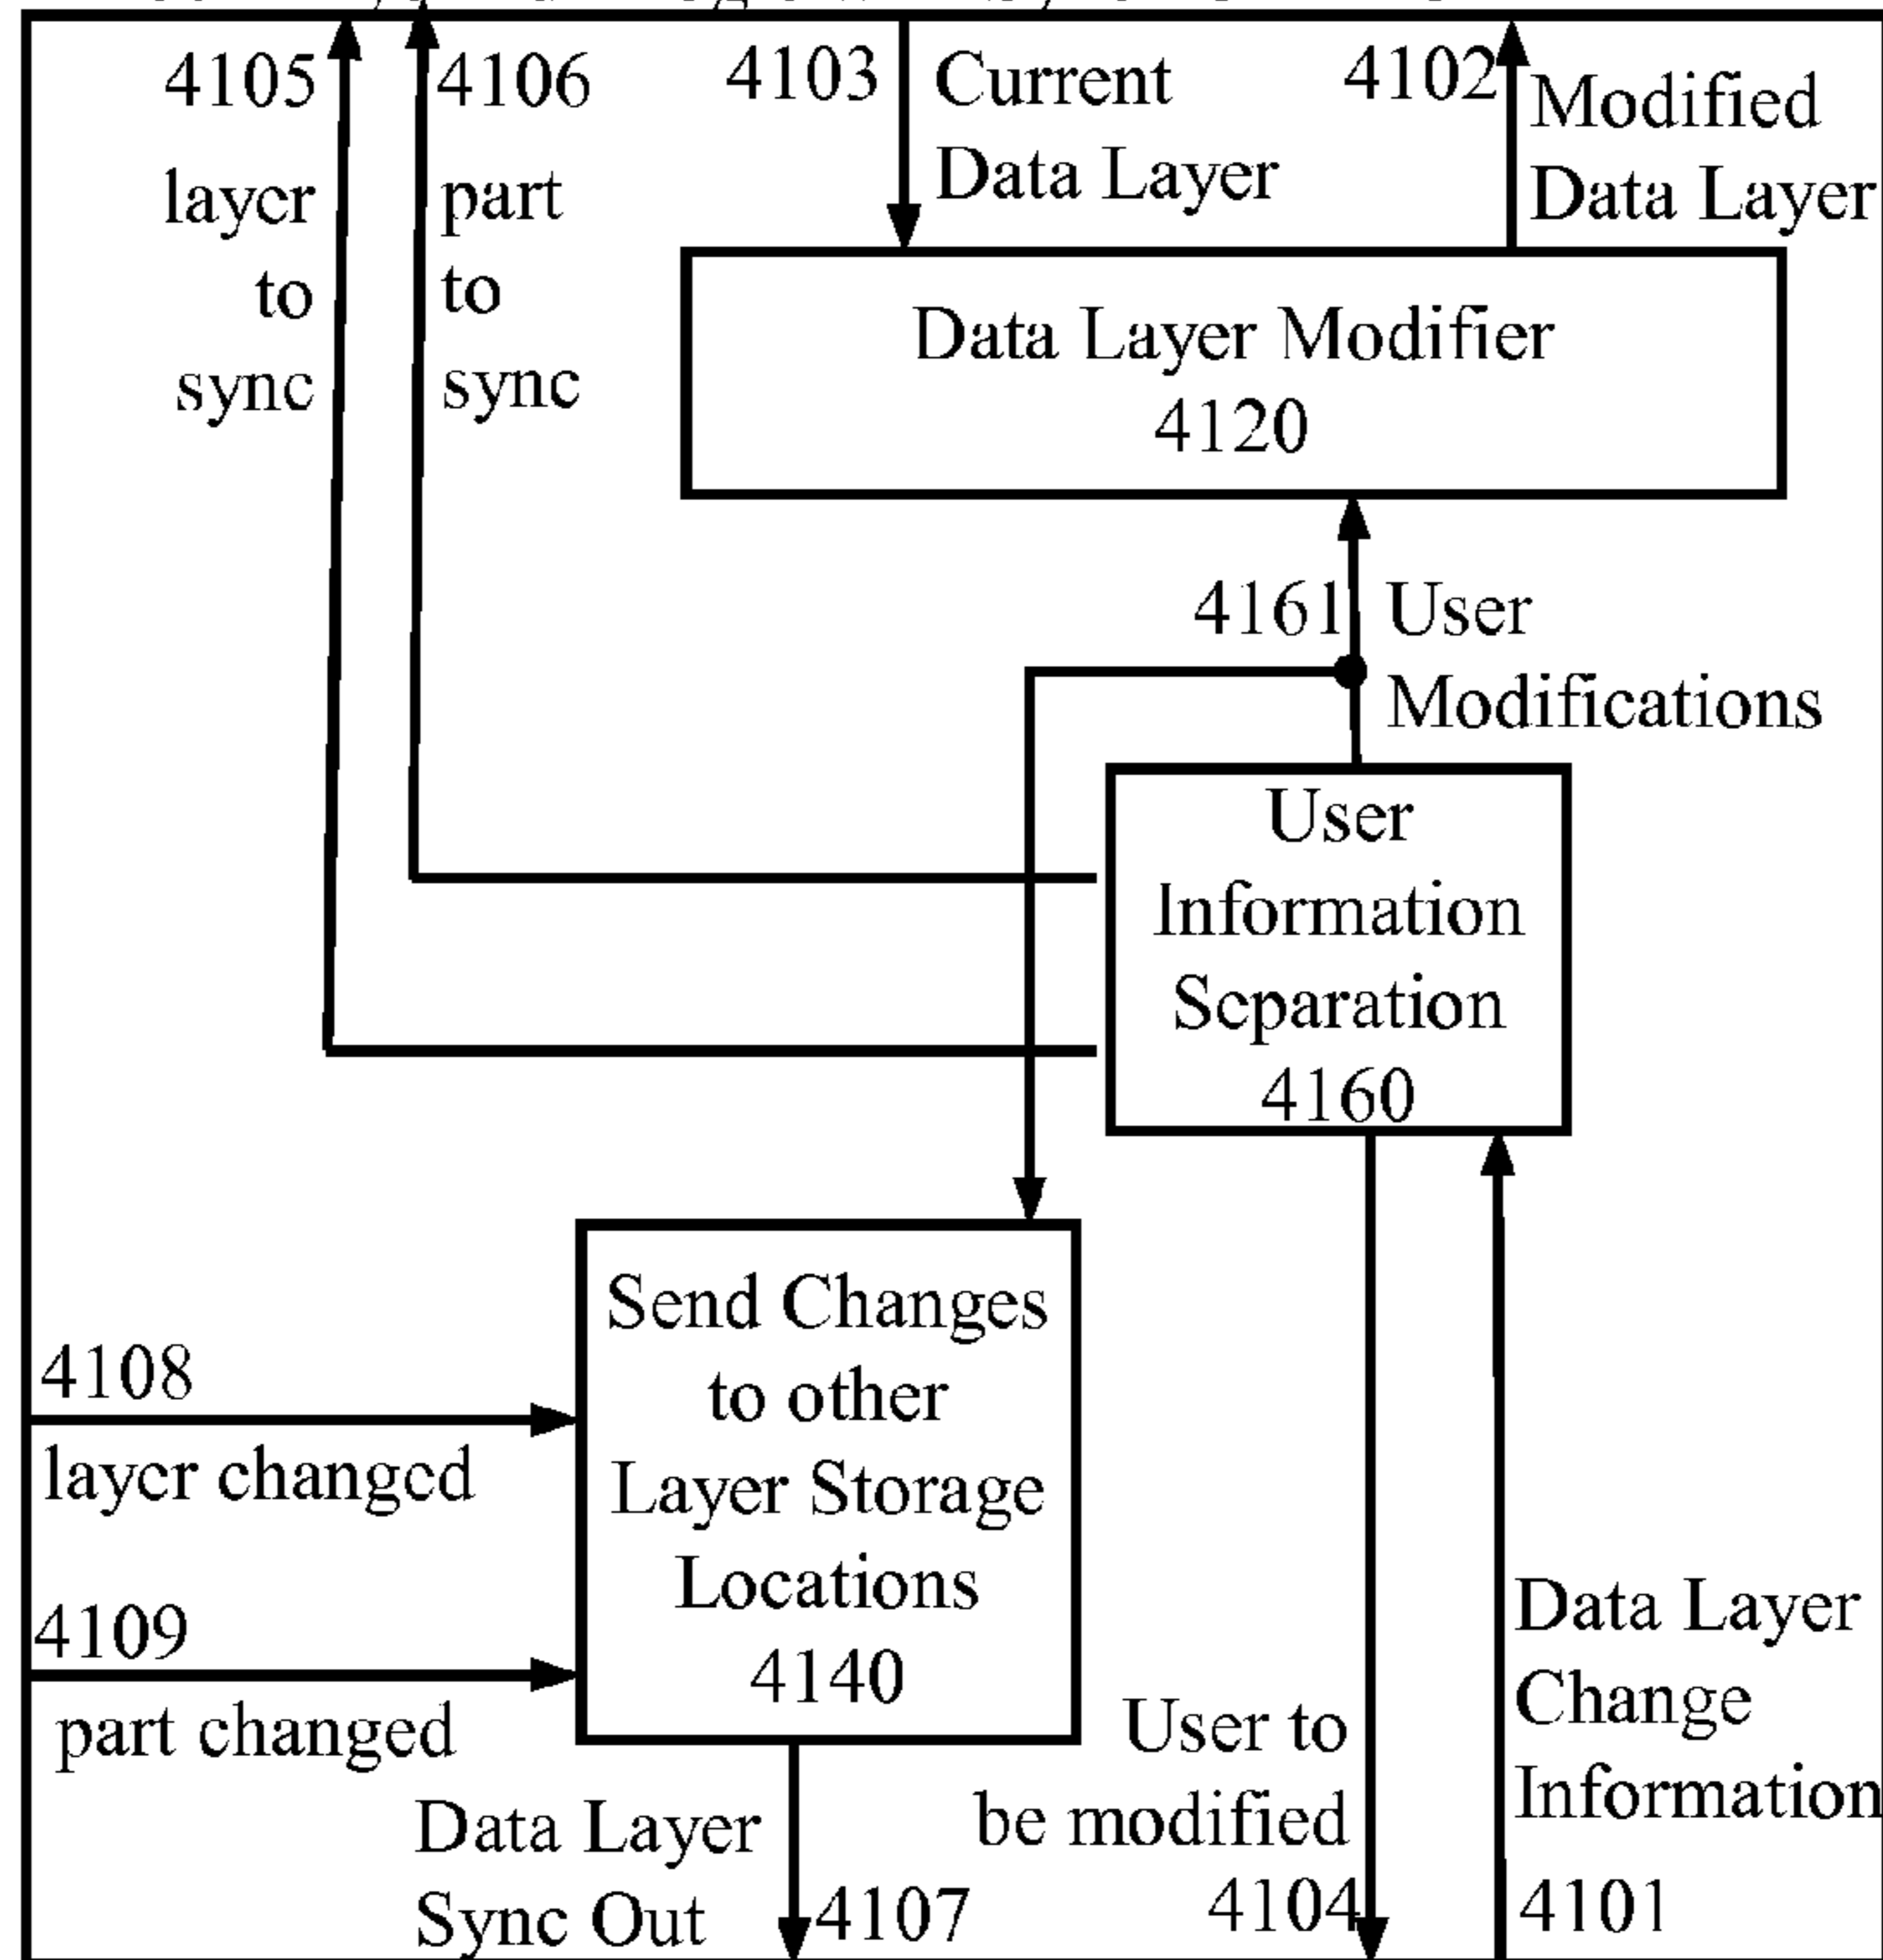 4105
layer
to
sync
4106
part
to
sync
4103
Current
Data Layer
4102
Modified
Data Layer
Data Layer Modifier
4120
4161
User
Modifications
User
Information
Separation
4160
Send Changes
to other
Layer Storage
Locations
4140
4108
layer changed
4109
part changed
Data Layer
Sync Out
4107
User to
be modified
4104
Data Layer
Change
Information
4101